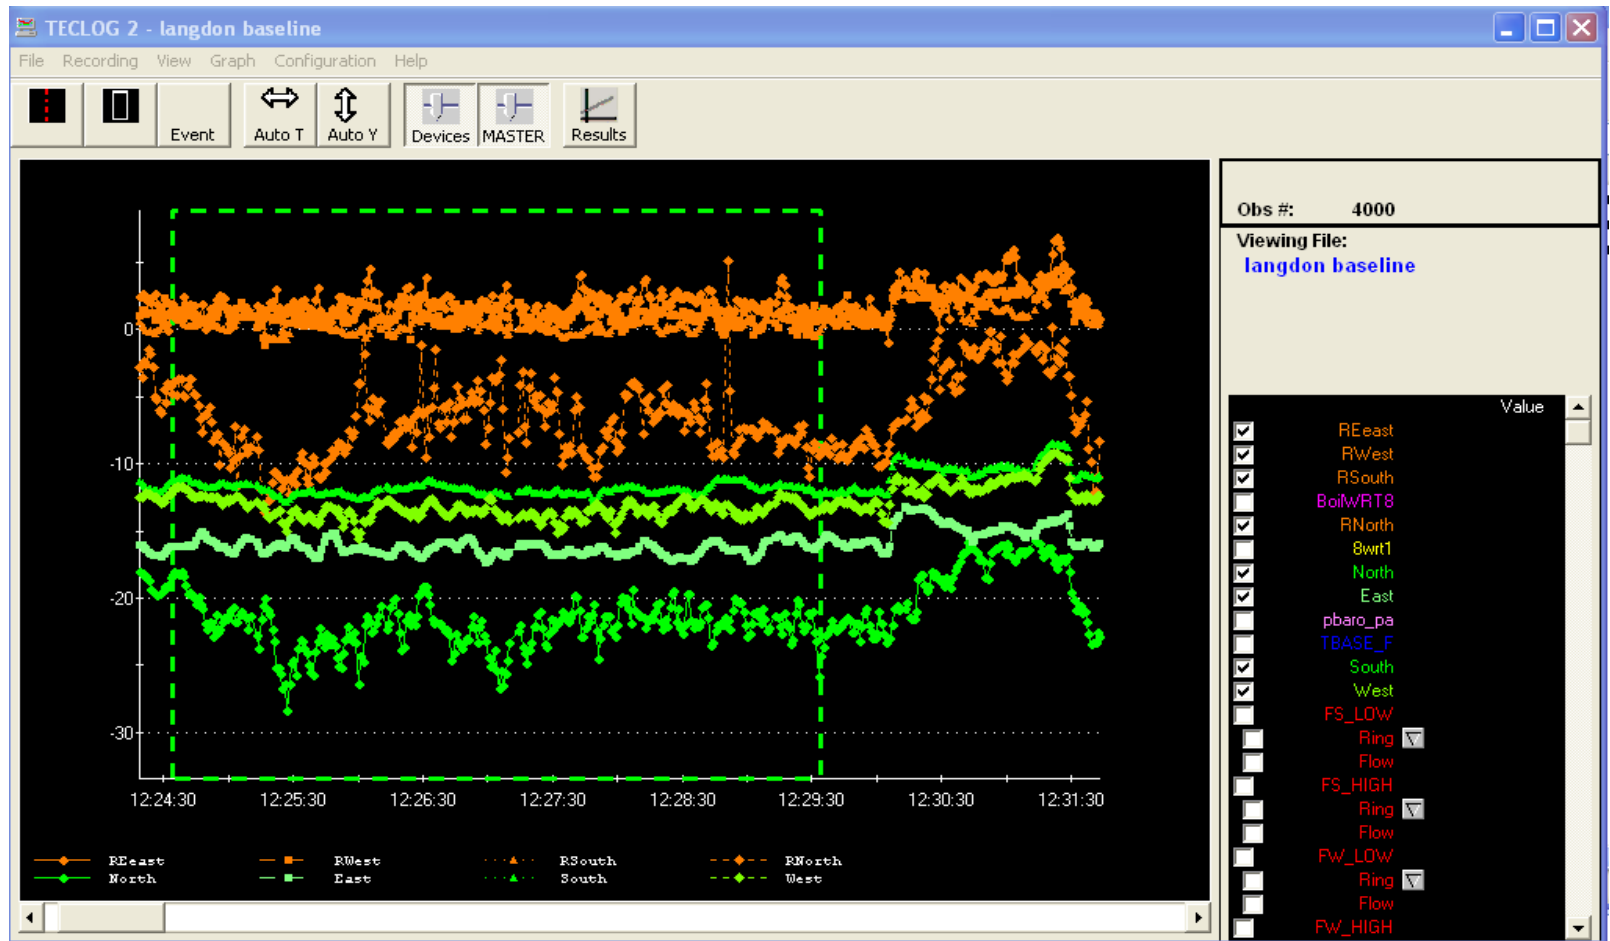 TECLOG 2 - langdon baseline
File Recording View Graph Configuration Help
Event Auto T Auto Y Devices MASTER Results
Obs #: 4000
Viewing File:
langdon baseline
Value
REeast
RWest
RSouth
BoilWRT8
RNorth
8wrt1
North
East
pbaro_pa
TBASE_F
South
West
FS_LOW
Ring
Flow
FS_HIGH
Ring
Flow
FW_LOW
Ring
Flow
FW_HIGH
0
-10
-20
-30
12:24:30 12:25:30 12:26:30 12:27:30 12:28:30 12:29:30 12:30:30 12:31:30
REeast RWest RSouth RNorth
North East South West